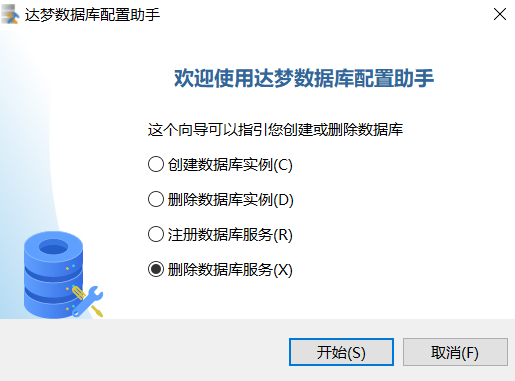 达梦数据库配置助手
欢迎使用达梦数据库配置助手
这个向导可以指引您创建或删除数据库
创建数据库实例(C)
删除数据库实例(D)
注册数据库服务(R)
删除数据库服务(X)
开始(S)
取消(F)